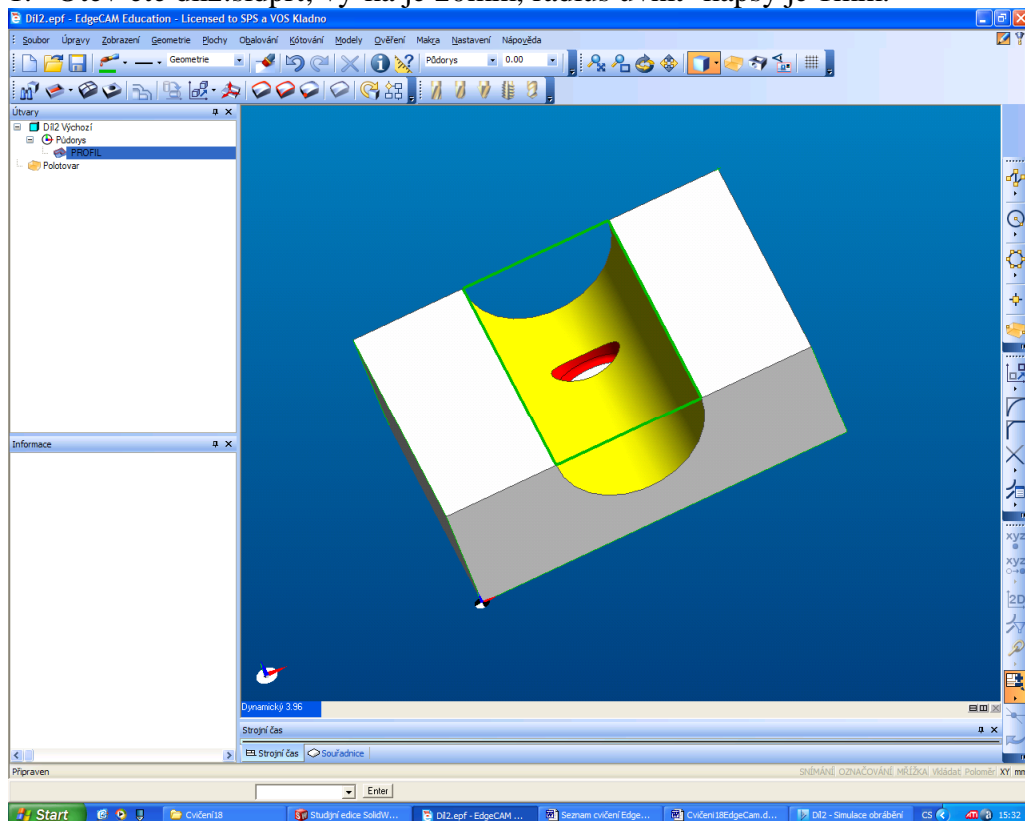 Díl2.epf - EdgeCAM Education - Licensed to SPS a VOS Kladno
Soubor Úpravy Zobrazení Geometrie Plochy Obalování Kótování Modely Ověření Makra Nastavení Nápověda
Geometrie Půdorys 0.00
Útvary
Díl2 Výchozí
Půdorys
PROFIL
Polotovar
Informace
xyz
xyz
2D
Dynamický 3.96
Strojní čas
Strojní čas Souřadnice
Připraven
SNÍMÁNÍ OZNAČOVÁNÍ MŘÍŽKA Vkládat Poloměr XY mm
Enter
Start Cvičení18 Studijní edice SolidW... Díl2.epf - EdgeCAM ... Seznam cvičení Edge... Cvičení18EdgeCam.d... Díl2 - Simulace obrábění CS 15:32